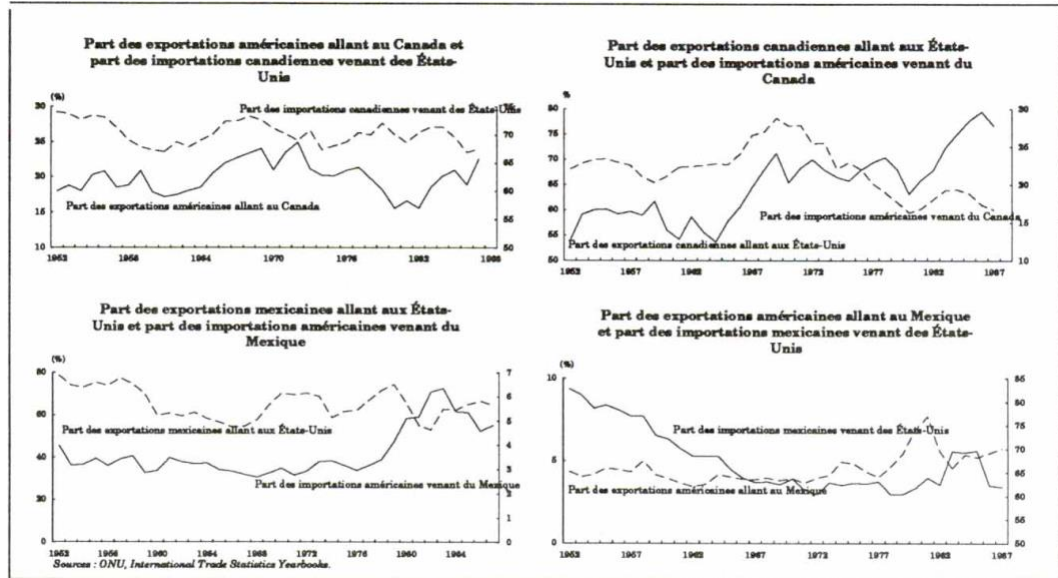 Part des exportations américaines allant au Canada et
part des importations canadiennes venant des États-
Unis
(%)
30
25
20
15
10
75
70
65
60
55
50
Part des importations canadiennes venant des États-Unis
Part des exportations américaines allant au Canada
1953 1958 1964 1970 1976 1982 1988
Part des exportations canadiennes allant aux États-
Unis et part des importations américaines venant du
Canada
%
80
75
70
65
60
55
50
30
20
15
10
Part des importations américaines venant du Canada
Part des exportations canadiennes allant aux États-Unis
1952 1957 1962 1967 1972 1977 1982 1987
Part des exportations mexicaines allant aux États-
Unis et part des importations américaines venant du
Mexique
(%)
80
60
40
20
0
7
6
5
4
3
2
1
0
Part des exportations mexicaines allant aux États-Unis
Part des importations américaines venant du Mexique
1952 1956 1960 1964 1968 1972 1976 1980 1984
Part des exportations américaines allant au Mexique
et part des importations mexicaines venant des États-
Unis
(%)
10
5
0
85
80
75
70
65
60
55
50
Part des importations mexicaines venant des États-Unis
Part des exportations américaines allant au Mexique
1952 1957 1962 1967 1972 1977 1982 1987
Sources : ONU, International Trade Statistics Yearbooks.